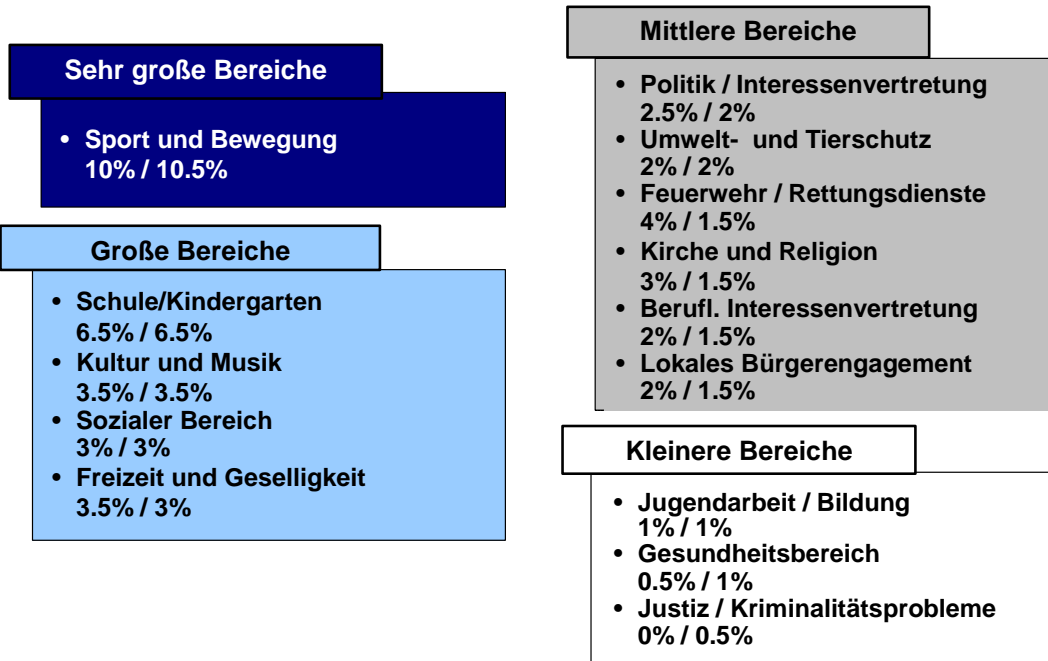 Sehr große Bereiche
• Sport und Bewegung
10% / 10.5%
Große Bereiche
• Schule/Kindergarten
6.5% / 6.5%
• Kultur und Musik
3.5% / 3.5%
• Sozialer Bereich
3% / 3%
• Freizeit und Geselligkeit
3.5% / 3%
Mittlere Bereiche
• Politik / Interessenvertretung
2.5% / 2%
• Umwelt- und Tierschutz
2% / 2%
• Feuerwehr / Rettungsdienste
4% / 1.5%
• Kirche und Religion
3% / 1.5%
• Berufl. Interessenvertretung
2% / 1.5%
• Lokales Bürgerengagement
2% / 1.5%
Kleinere Bereiche
• Jugendarbeit / Bildung
1% / 1%
• Gesundheitsbereich
0.5% / 1%
• Justiz / Kriminalitätsprobleme
0% / 0.5%